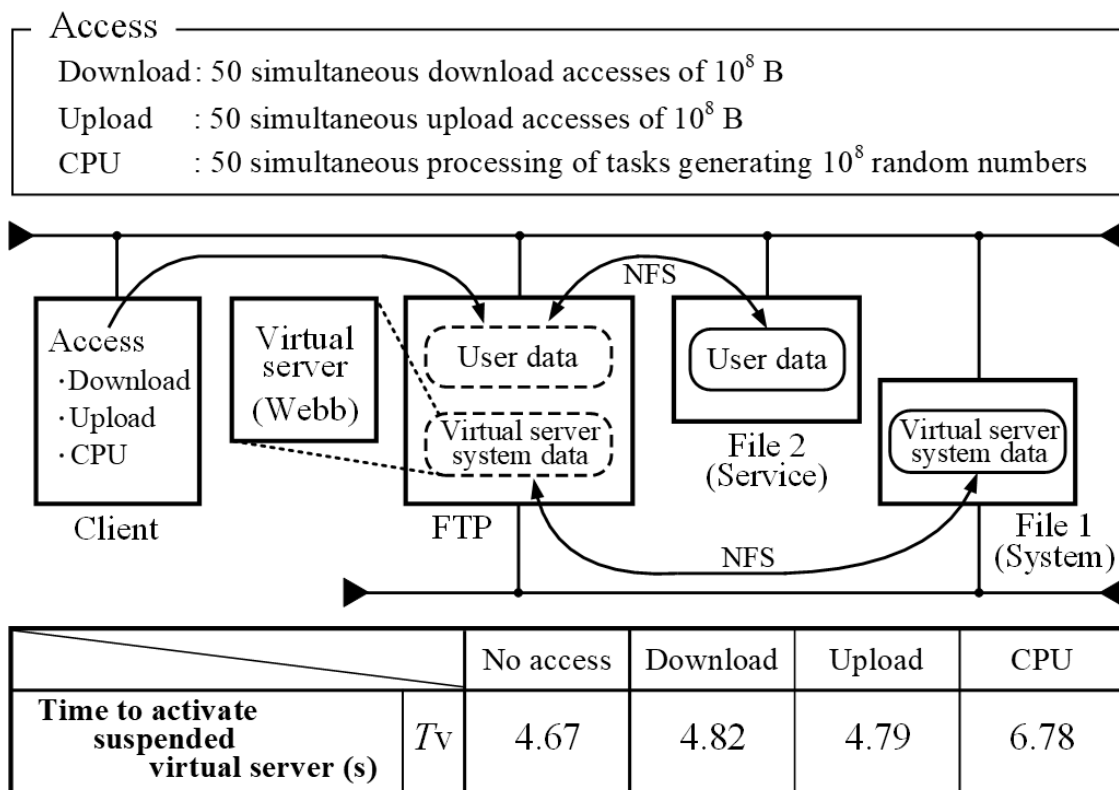 Access
Download : 50 simultaneous download accesses of 10⁸ B
Upload : 50 simultaneous upload accesses of 10⁸ B
CPU : 50 simultaneous processing of tasks generating 10⁸ random numbers
NFS
Access
·Download
·Upload
·CPU
Client
Virtual
server
(Webb)
User data
Virtual server
system data
FTP
User data
File 2
(Service)
Virtual server
system data
File 1
(System)
NFS
No access Download Upload CPU
Time to activate
suspended
virtual server (s)
Tv 4.67 4.82 4.79 6.78